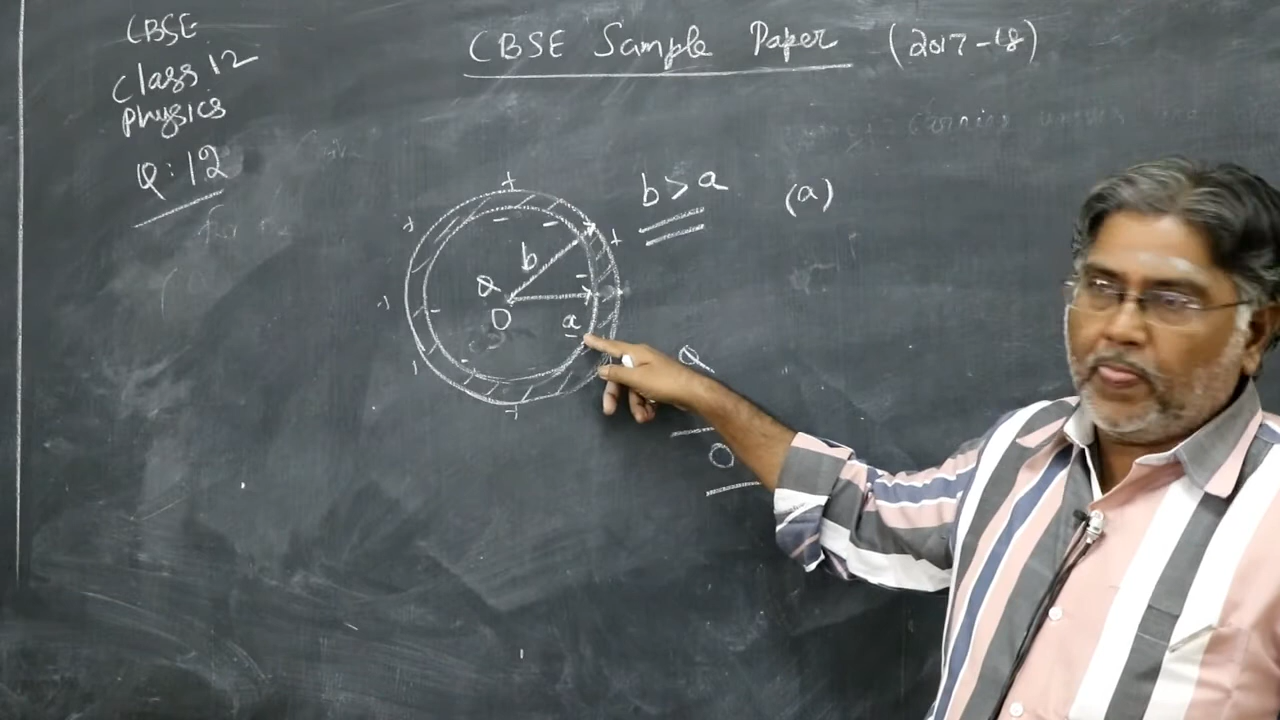 CBSE
Class 12
Physics
Q: 12
CBSE Sample Paper (2017-18)
b > a
(a)
+
+
+
+
+
+
-
-
-
-
-
b
Q
O
a
Q
O